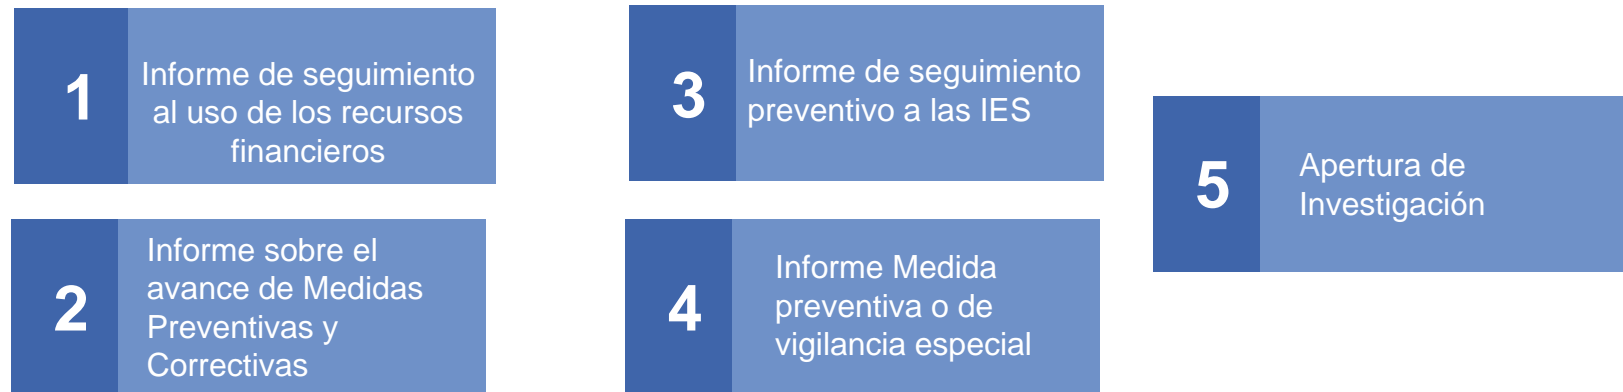 1
Informe de seguimiento
al uso de los recursos
financieros
2
Informe sobre el
avance de Medidas
Preventivas y
Correctivas
3
Informe de seguimiento
preventivo a las IES
4
Informe Medida
preventiva o de
vigilancia especial
5
Apertura de
Investigación